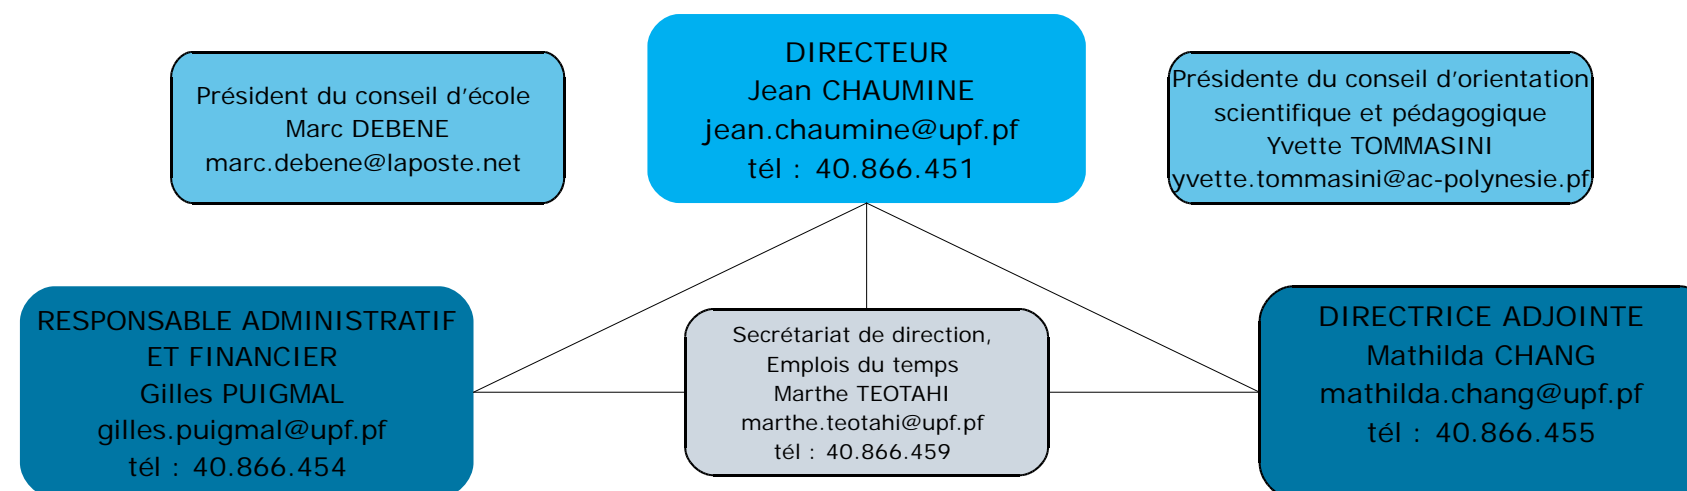 Président du conseil d'école
Marc DEBENE
marc.debene@laposte.net
DIRECTEUR
Jean CHAUMINE
jean.chaumine@upf.pf
tél : 40.866.451
Présidente du conseil d'orientation
scientifique et pédagogique
Yvette TOMMASINI
yvette.tommasini@ac-polynesie.pf
RESPONSABLE ADMINISTRATIF
ET FINANCIER
Gilles PUIGMAL
gilles.puigmal@upf.pf
tél : 40.866.454
Secrétariat de direction,
Emplois du temps
Marthe TEOTAHI
marthe.teotahi@upf.pf
tél : 40.866.459
DIRECTRICE ADJOINTE
Mathilda CHANG
mathilda.chang@upf.pf
tél : 40.866.455